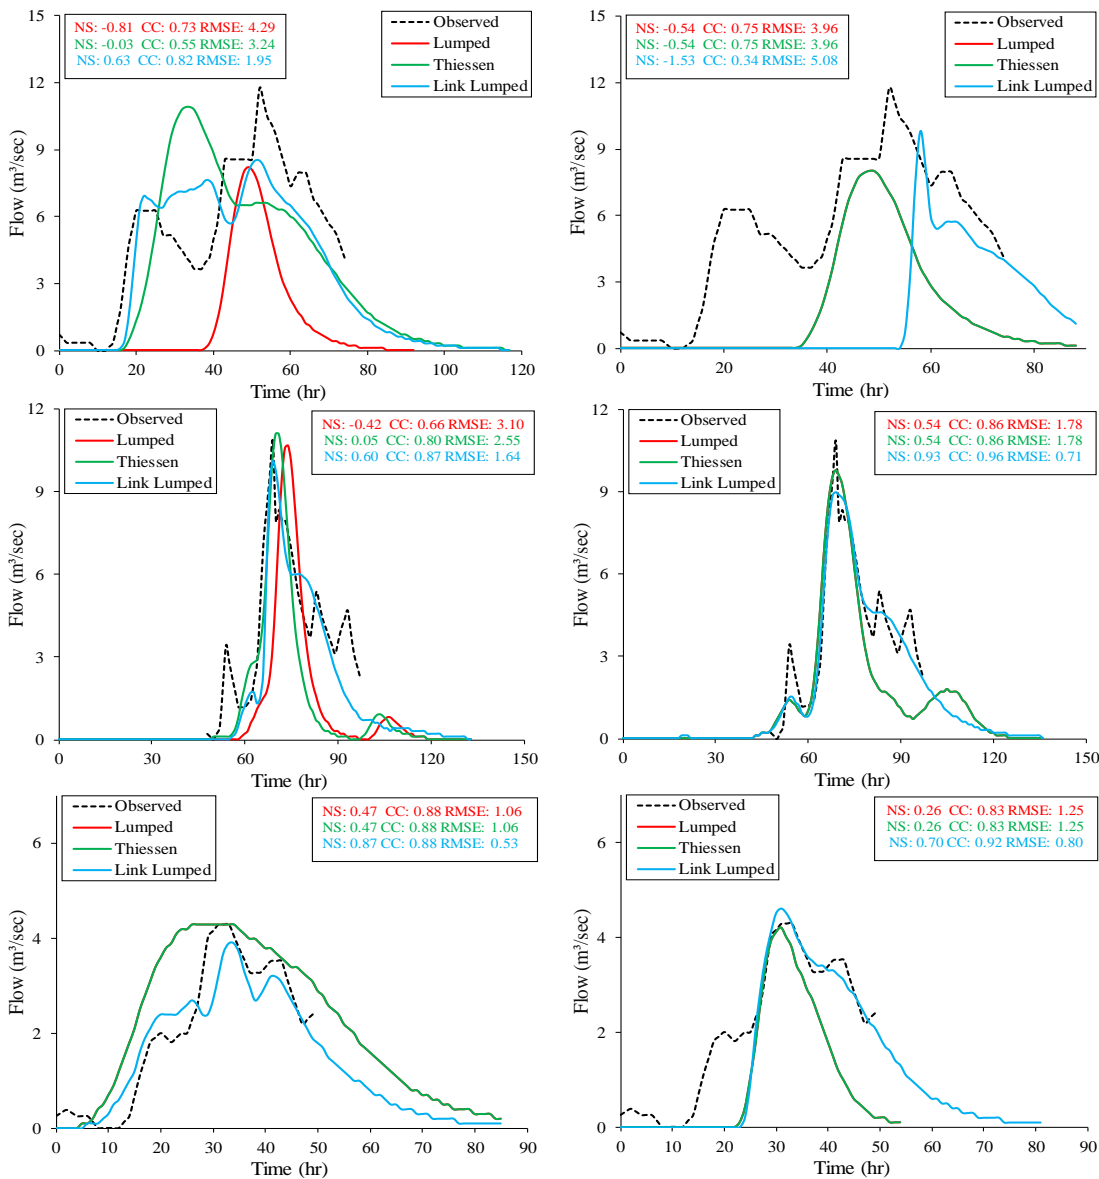 NS: -0.81 CC: 0.73 RMSE: 4.29
NS: -0.03 CC: 0.55 RMSE: 3.24
NS: 0.63 CC: 0.82 RMSE: 1.95
Observed
Lumped
Thiessen
Link Lumped
15
12
9
6
3
0
Flow (m³/sec)
0 20 40 60 80 100 120
Time (hr)
NS: -0.54 CC: 0.75 RMSE: 3.96
NS: -0.54 CC: 0.75 RMSE: 3.96
NS: -1.53 CC: 0.34 RMSE: 5.08
Observed
Lumped
Thiessen
Link Lumped
15
12
9
6
3
0
Flow (m³/sec)
0 20 40 60 80
Time (hr)
Observed
Lumped
Thiessen
Link Lumped
NS: -0.42 CC: 0.66 RMSE: 3.10
NS: 0.05 CC: 0.80 RMSE: 2.55
NS: 0.60 CC: 0.87 RMSE: 1.64
12
9
6
3
0
Flow (m³/sec)
0 30 60 90 120 150
Time (hr)
Observed
Lumped
Thiessen
Link Lumped
NS: 0.54 CC: 0.86 RMSE: 1.78
NS: 0.54 CC: 0.86 RMSE: 1.78
NS: 0.93 CC: 0.96 RMSE: 0.71
12
9
6
3
0
Flow (m³/sec)
0 30 60 90 120 150
Time (hr)
Observed
Lumped
Thiessen
Link Lumped
NS: 0.47 CC: 0.88 RMSE: 1.06
NS: 0.47 CC: 0.88 RMSE: 1.06
NS: 0.87 CC: 0.88 RMSE: 0.53
6
4
2
0
Flow (m³/sec)
0 10 20 30 40 50 60 70 80 90
Time (hr)
Observed
Lumped
Thiessen
Link Lumped
NS: 0.26 CC: 0.83 RMSE: 1.25
NS: 0.26 CC: 0.83 RMSE: 1.25
NS: 0.70 CC: 0.92 RMSE: 0.80
6
4
2
0
Flow (m³/sec)
0 10 20 30 40 50 60 70 80 90
Time (hr)